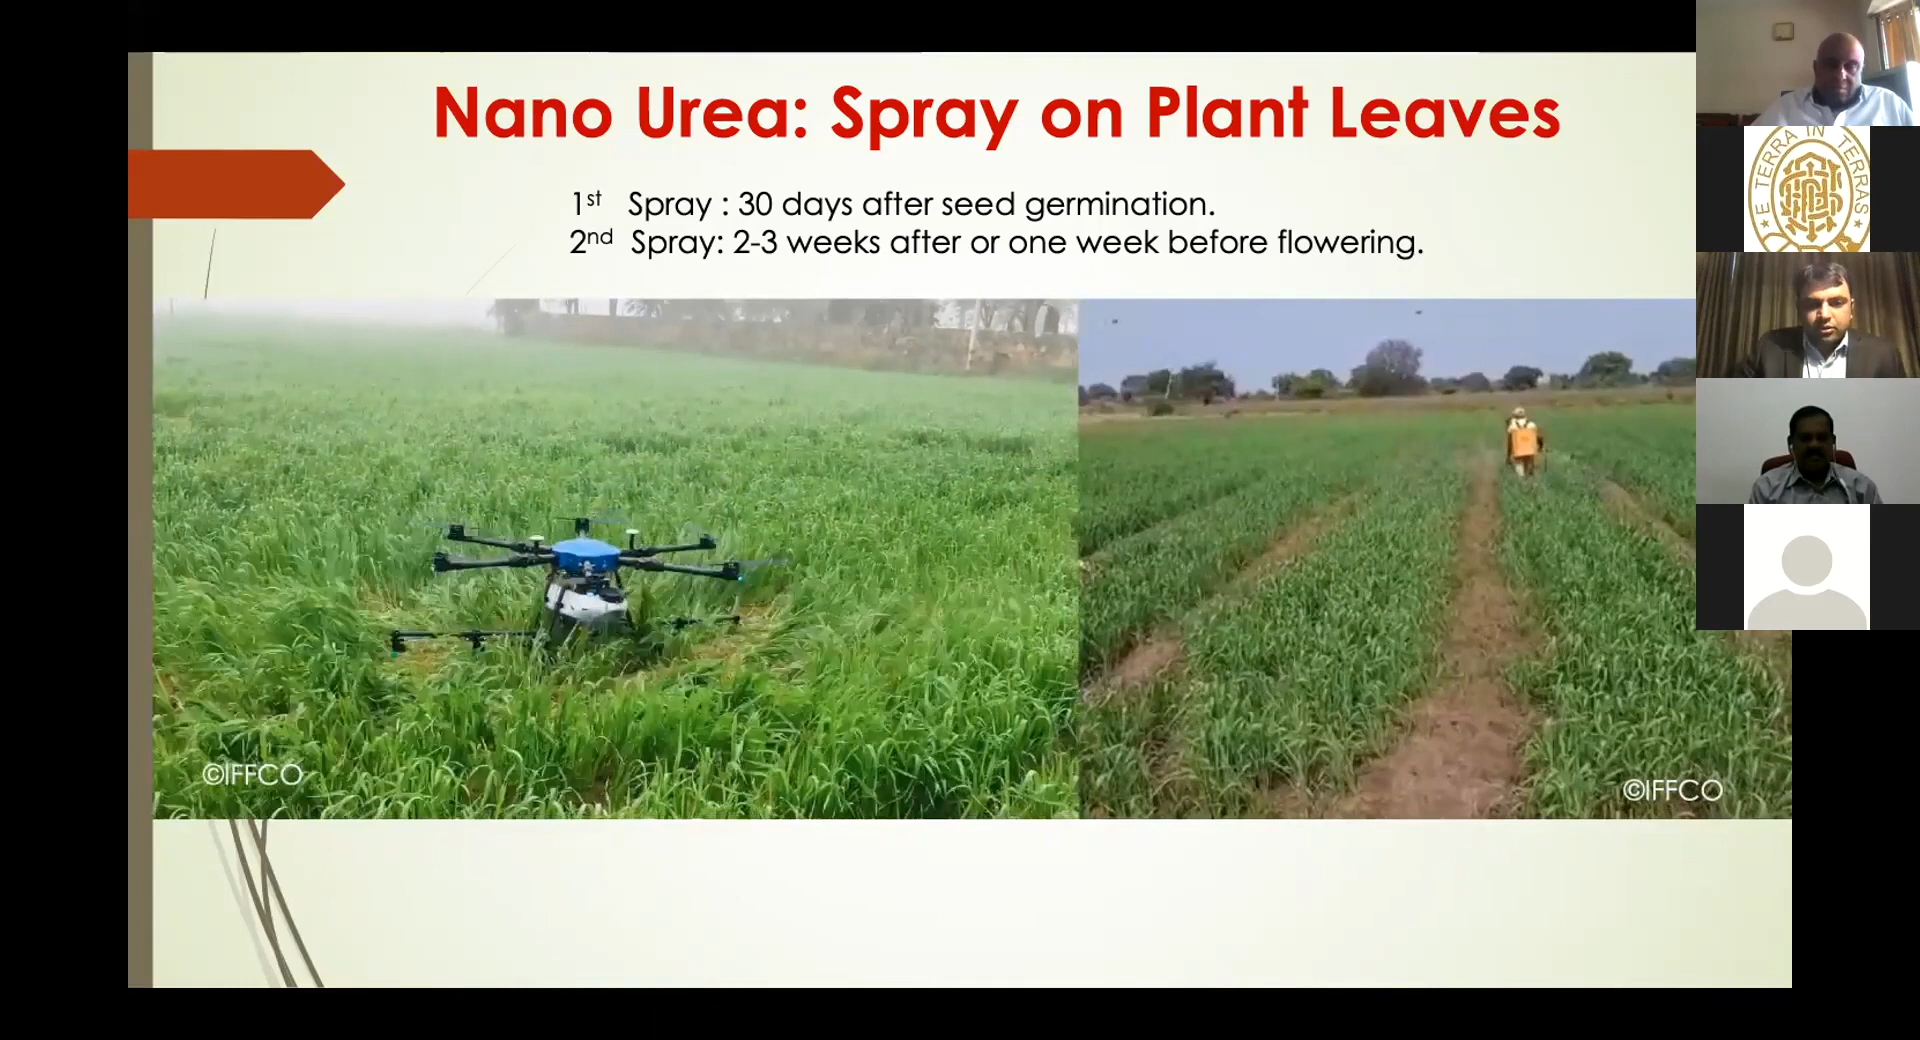 Nano Urea: Spray on Plant Leaves
1st Spray : 30 days after seed germination.
2nd Spray: 2-3 weeks after or one week before flowering.
©IFFCO
©IFFCO
E TERRA IN TERRAS